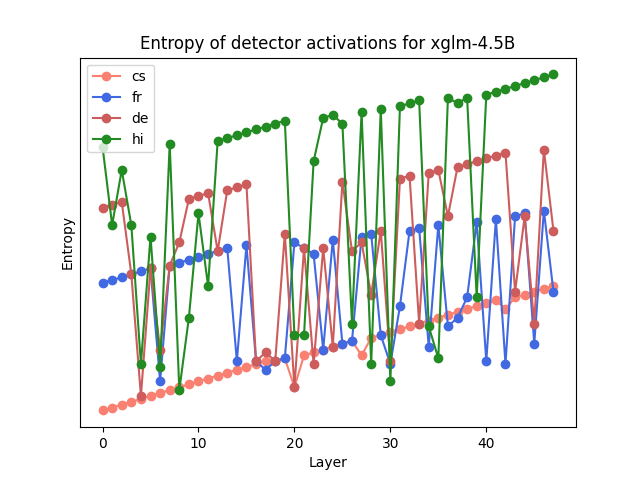 Entropy of detector activations for xglm-4.5B
cs
fr
de
hi
Entropy
0
10
20
30
40
Layer